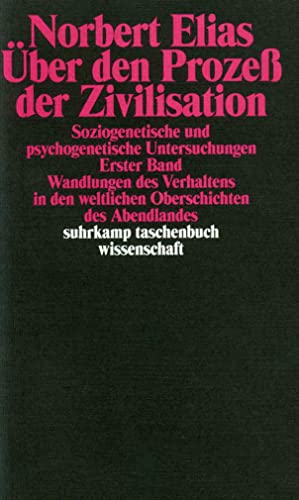 Norbert Elias
Über den Prozeß
der Zivilisation
Soziogenetische und
psychogenetische Untersuchungen
Erster Band
Wandlungen des Verhaltens
in den weltlichen Oberschichten
des Abendlandes
suhrkamp taschenbuch
wissenschaft